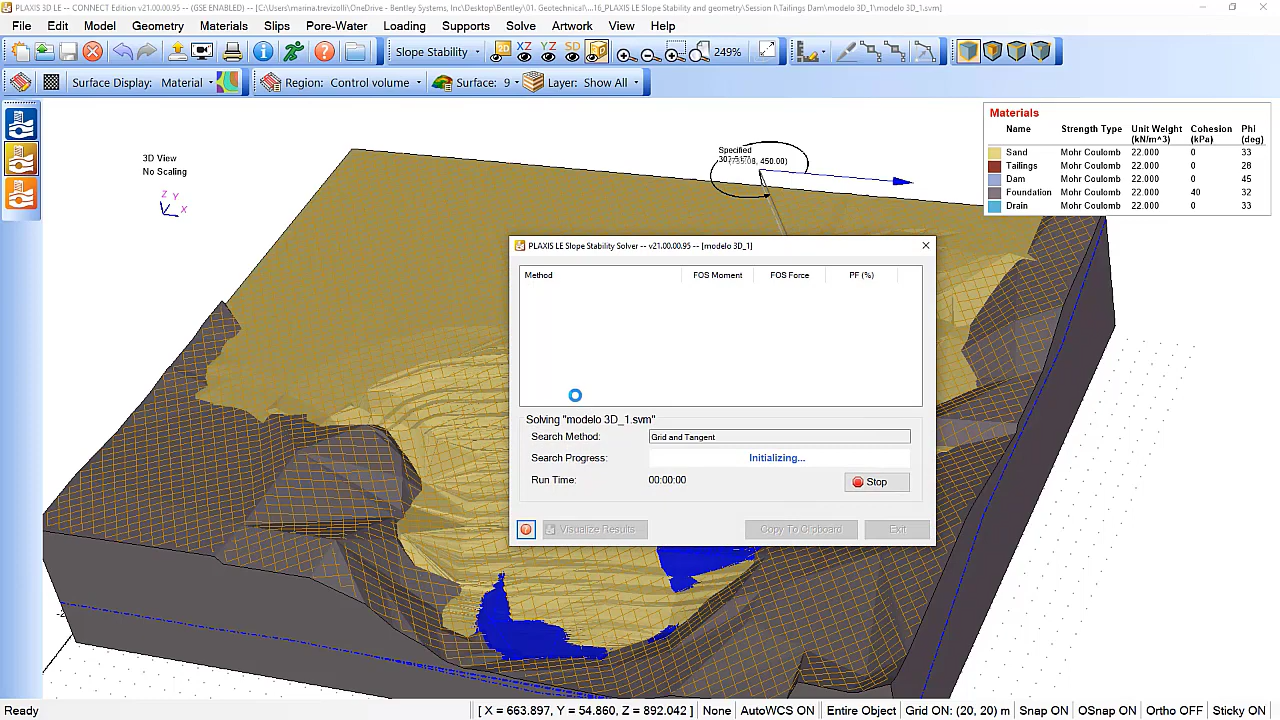 PLAXIS 3D LE -- CONNECT Edition v21.00.00.95 -- (GSE ENABLED) -- [C:\Users\marina.trevizolli\OneDrive - Bentley Systems, Inc\Desktop\Bentley\01. Geotechnical\...16_PLAXIS LE Slope Stability and geometry\Session I\Tailings Dam\modelo 3D_1\modelo 3D_1.svm]
File Edit Model Geometry Materials Slips Pore-Water Loading Supports Solve Artwork View Help
Slope Stability 2D XZ YZ SD 249%
Surface Display: Material Region: Control volume Surface: 9 Layer: Show All
3D View
No Scaling
Z Y
X
Specified
450.00)
Materials
Name Strength Type Unit Weight (kN/m^3) Cohesion (kPa) Phi (deg)
Sand Mohr Coulomb 22.000 0 33
Tailings Mohr Coulomb 22.000 0 28
Dam Mohr Coulomb 22.000 0 45
Foundation Mohr Coulomb 22.000 40 32
Drain Mohr Coulomb 22.000 0 33
PLAXIS LE Slope Stability Solver -- v21.00.00.95 -- [modelo 3D_1]
Method FOS Moment FOS Force PF (%)
Solving "modelo 3D_1.svm"
Search Method: Grid and Tangent
Search Progress: Initializing...
Run Time: 00:00:00 Stop
Visualize Results Copy To Clipboard Exit
Ready [ X = 663.897, Y = 54.860, Z = 892.042 ] None AutoWCS ON Entire Object Grid ON: (20, 20) m Snap ON OSnap ON Ortho OFF Sticky ON